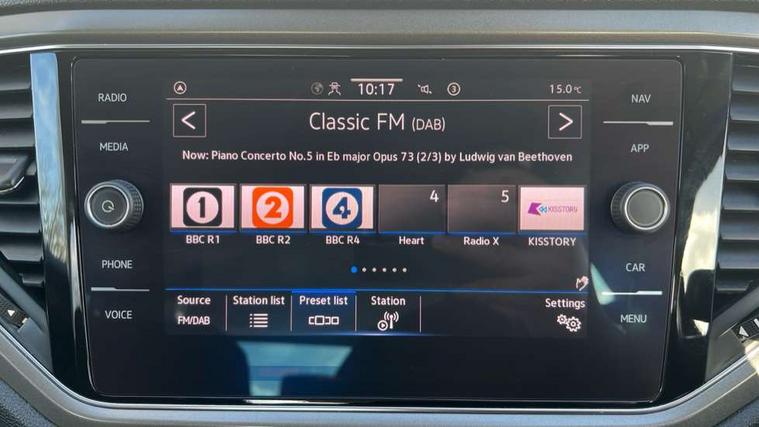 RADIO
MEDIA
PHONE
VOICE
10:17
3
15.0°C
Classic FM (DAB)
Now: Piano Concerto No.5 in Eb major Opus 73 (2/3) by Ludwig van Beethoven
1
2
4
4
5
KISSTORY
BBC R1
BBC R2
BBC R4
Heart
Radio X
KISSTORY
Source
FM/DAB
Station list
Preset list
Station
Settings
NAV
APP
CAR
MENU